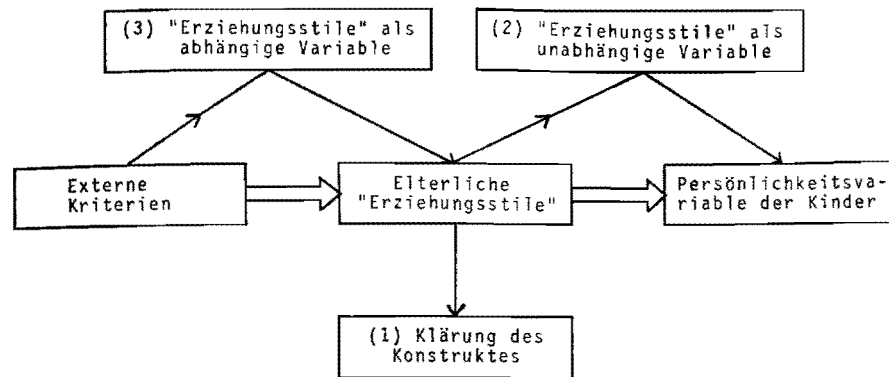 (3) "Erziehungsstile" als
abhängige Variable
(2) "Erziehungsstile" als
unabhängige Variable
Externe
Kriterien
Elterliche
"Erziehungsstile"
Persönlichkeitsva-
riable der Kinder
(1) Klärung des
Konstruktes